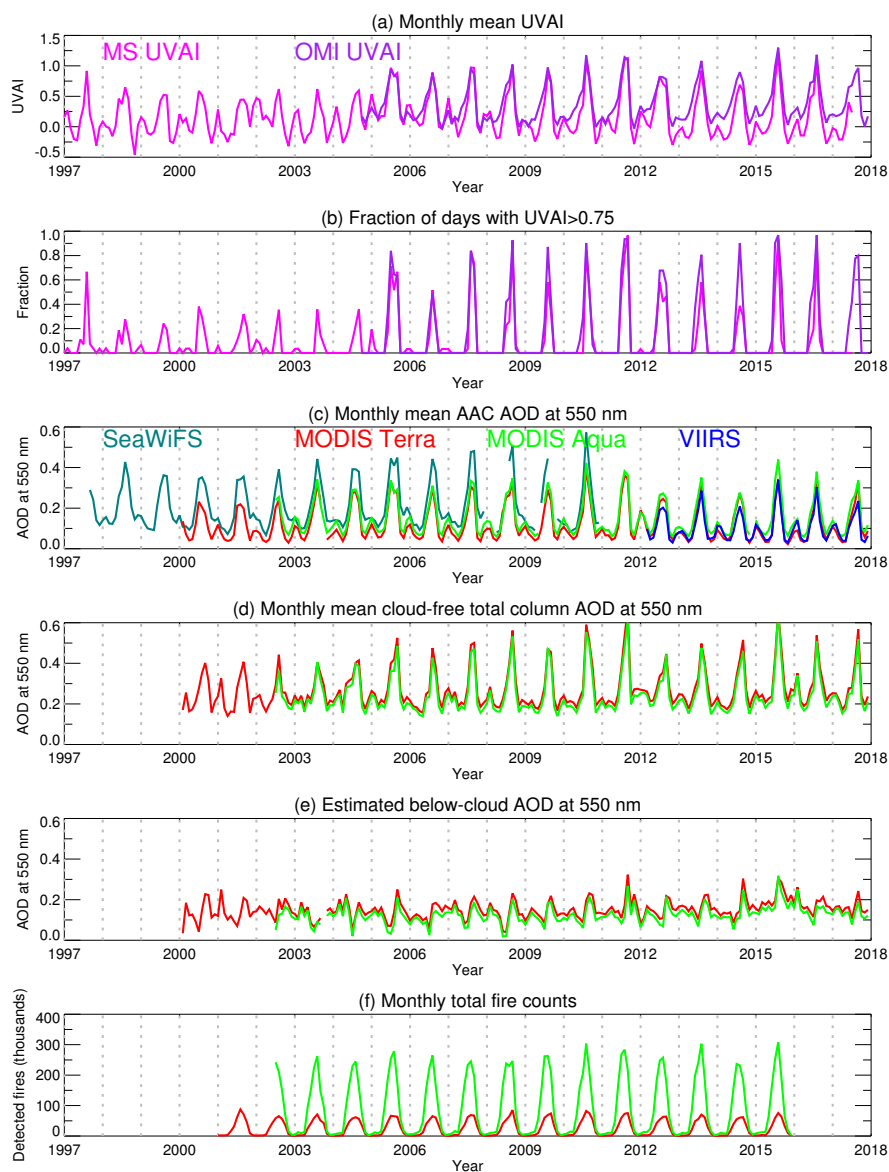 (a) Monthly mean UVAI
MS UVAI OMI UVAI
1.5
1.0
0.5
0.0
-0.5
UVAI
1997 2000 2003 2006 2009 2012 2015 2018
Year
(b) Fraction of days with UVAI>0.75
1.0
0.8
0.6
0.4
0.2
0.0
Fraction
1997 2000 2003 2006 2009 2012 2015 2018
Year
(c) Monthly mean AAC AOD at 550 nm
SeaWiFS MODIS Terra MODIS Aqua VIIRS
0.6
0.4
0.2
0.0
AOD at 550 nm
1997 2000 2003 2006 2009 2012 2015 2018
Year
(d) Monthly mean cloud-free total column AOD at 550 nm
0.6
0.4
0.2
0.0
AOD at 550 nm
1997 2000 2003 2006 2009 2012 2015 2018
Year
(e) Estimated below-cloud AOD at 550 nm
0.6
0.4
0.2
0.0
AOD at 550 nm
1997 2000 2003 2006 2009 2012 2015 2018
Year
(f) Monthly total fire counts
400
300
200
100
0
Detected fires (thousands)
1997 2000 2003 2006 2009 2012 2015 2018
Year